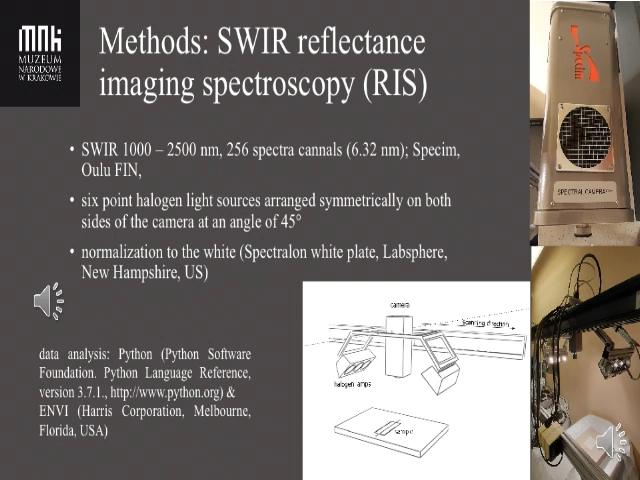 mnk
MUZEUM
NARODOWE
W KRAKOWIE
Methods: SWIR reflectance
imaging spectroscopy (RIS)
• SWIR 1000 – 2500 nm, 256 spectra cannals (6.32 nm); Specim,
Oulu FIN,
• six point halogen light sources arranged symmetrically on both
sides of the camera at an angle of 45°
• normalization to the white (Spectralon white plate, Labsphere,
New Hampshire, US)
data analysis: Python (Python Software
Foundation. Python Language Reference,
version 3.7.1., http://www.python.org) &
ENVI (Harris Corporation, Melbourne,
Florida, USA)
camera
scanning direction
halogen lamps
sample
Specim
SPECTRAL CAMERA